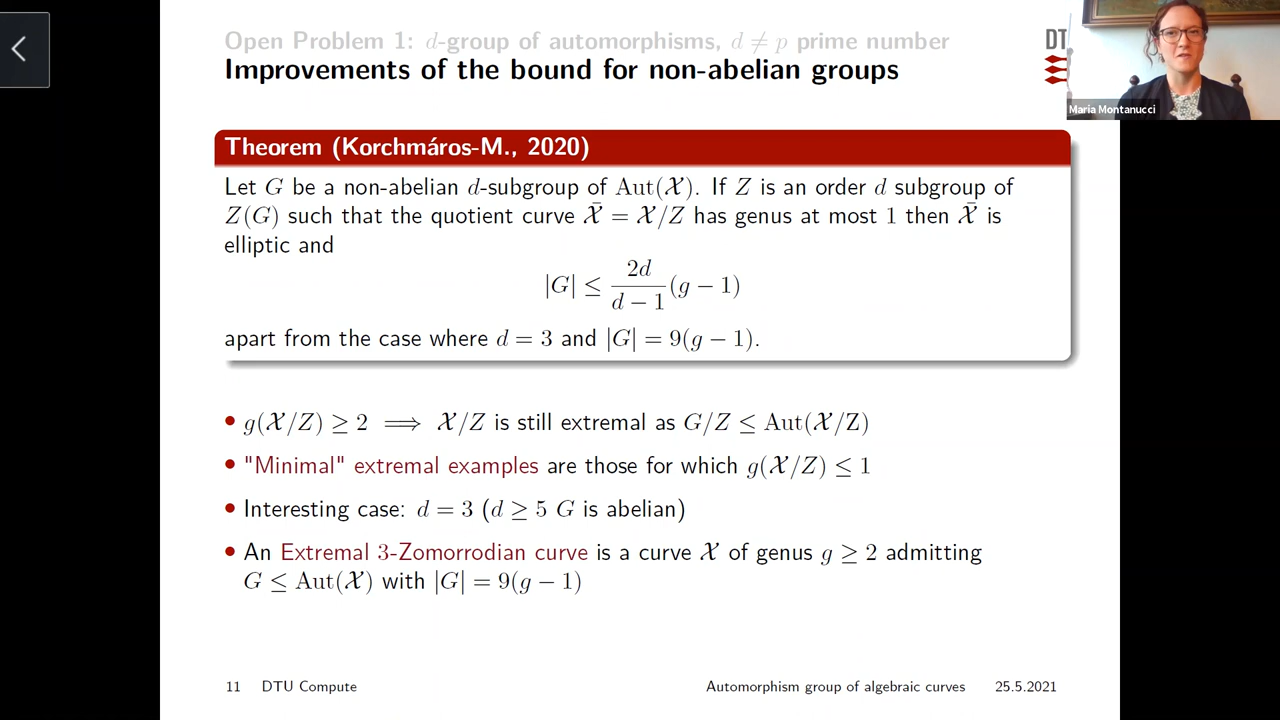 Open Problem 1: d-group of automorphisms, d ≠ p prime number
Improvements of the bound for non-abelian groups
DT
Maria Montanucci
Theorem (Korchmáros-M., 2020)
Let G be a non-abelian d-subgroup of Aut(𝒳). If Z is an order d subgroup of
Z(G) such that the quotient curve 𝒳̄ = 𝒳/Z has genus at most 1 then 𝒳̄ is
elliptic and
|G| ≤ \frac{2d}{d − 1}(g − 1)
apart from the case where d = 3 and |G| = 9(g − 1).
• g(𝒳/Z) ≥ 2 ⟹ 𝒳/Z is still extremal as G/Z ≤ Aut(𝒳/Z)
• "Minimal" extremal examples are those for which g(𝒳/Z) ≤ 1
• Interesting case: d = 3 (d ≥ 5 G is abelian)
• An Extremal 3-Zomorrodian curve is a curve 𝒳 of genus g ≥ 2 admitting
G ≤ Aut(𝒳) with |G| = 9(g − 1)
11 DTU Compute Automorphism group of algebraic curves 25.5.2021